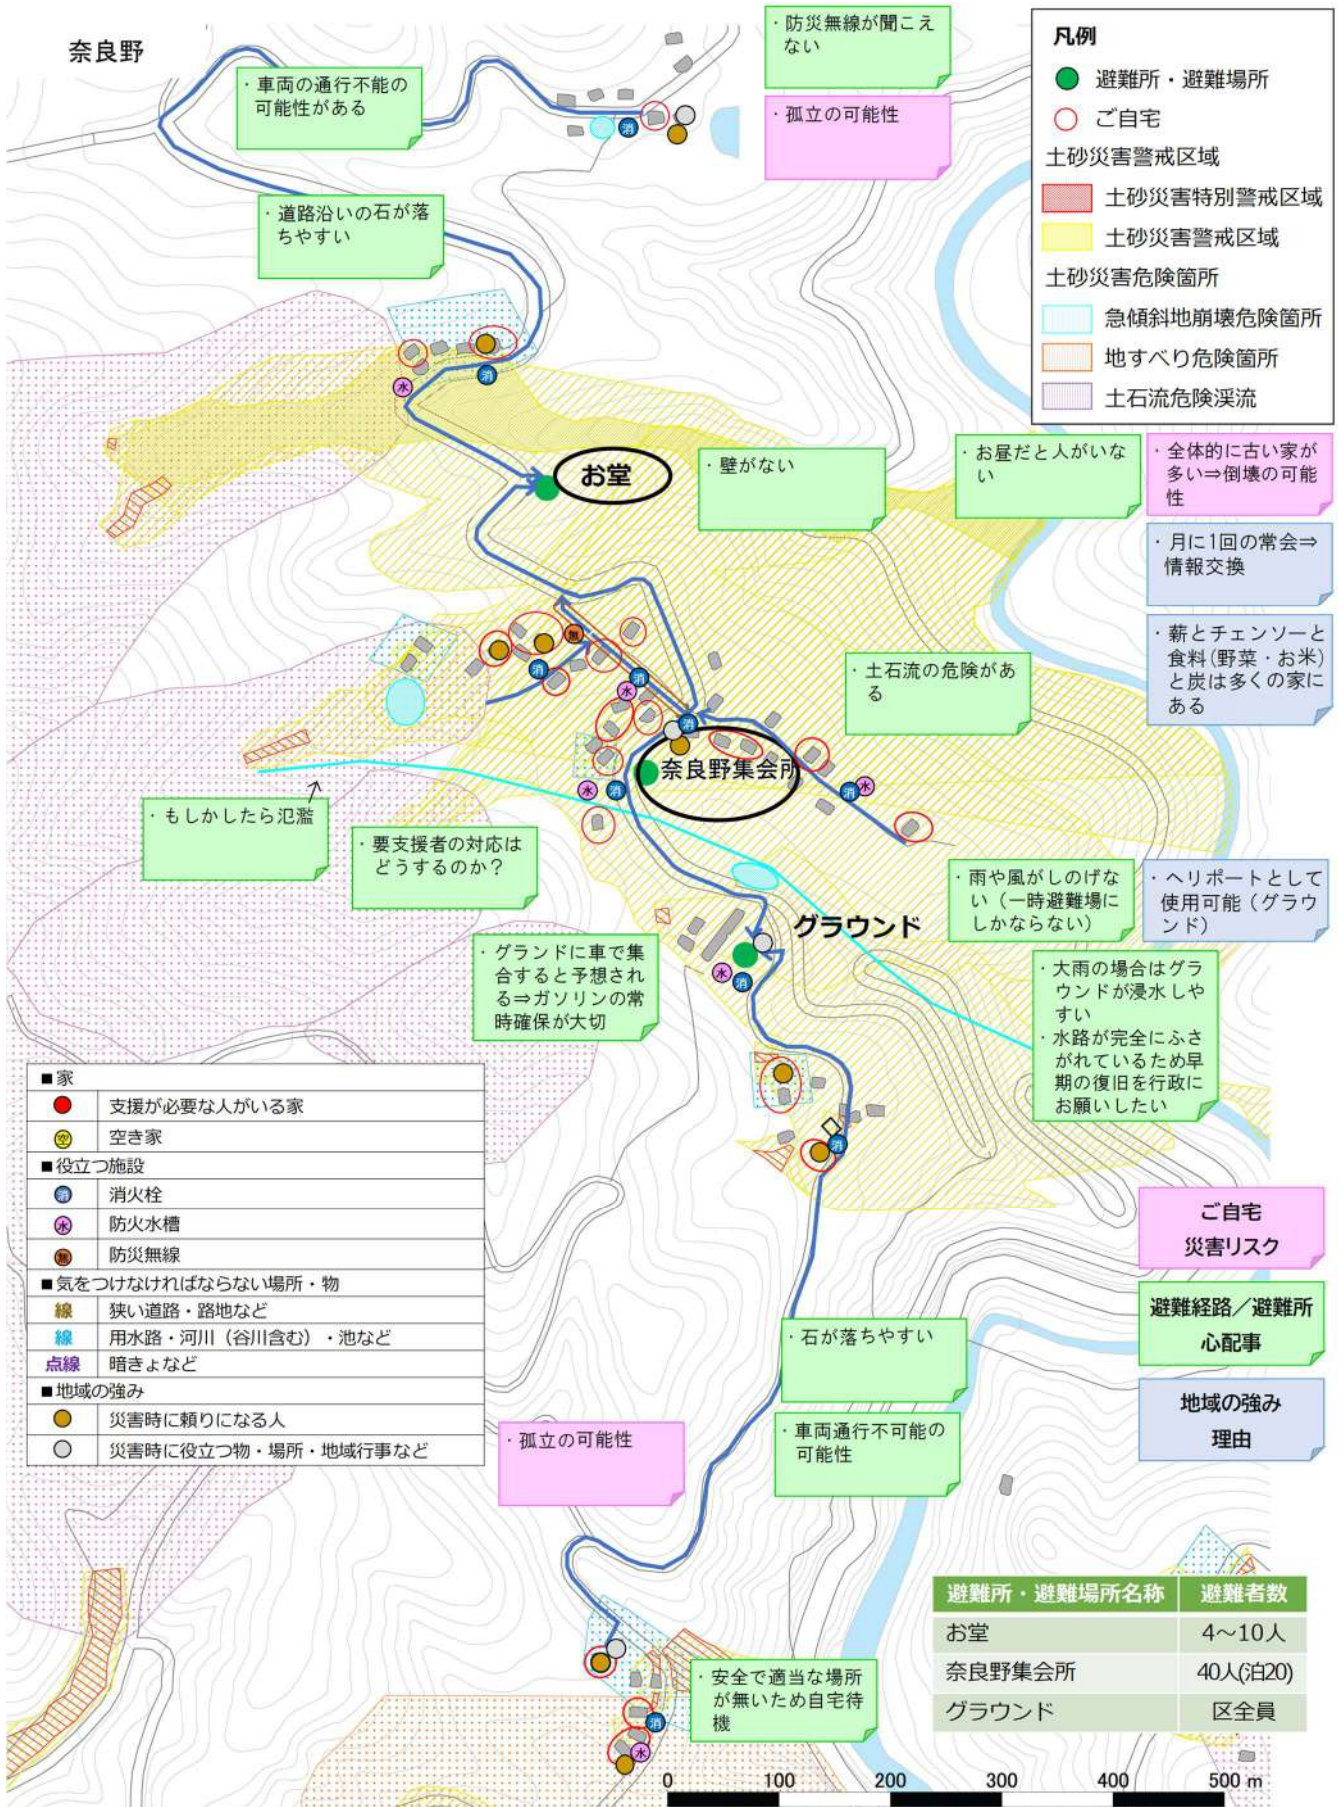 奈良野
・防災無線が聞こえ
ない
・孤立の可能性
・車両の通行不能の
可能性がある
・道路沿いの石が落
ちやすい
凡例
避難所・避難場所
ご自宅
土砂災害警戒区域
土砂災害特別警戒区域
土砂災害警戒区域
土砂災害危険箇所
急傾斜地崩壊危険箇所
地すべり危険箇所
土石流危険渓流
消
消
水
お堂
・壁がない
・お昼だと人がいな
い
・全体的に古い家が
多い⇒倒壊の可能
性
・月に1回の常会⇒
情報交換
・薪とチェンソーと
食料(野菜・お米)
と炭は多くの家に
ある
・土石流の危険があ
る
無
消
消
水
消
奈良野集会所
水
消
消
水
・もしかしたら氾濫
・要支援者の対応は
どうするのか？
・雨や風がしのげな
い（一時避難場に
しかならない）
・ヘリポートとして
使用可能（グラウ
ンド）
グラウンド
・グランドに車で集
合すると予想され
る⇒ガソリンの常
時確保が大切
水
消
・大雨の場合はグラ
ウンドが浸水しや
すい
・水路が完全にふさ
がれているため早
期の復旧を行政に
お願いしたい
消
■家
支援が必要な人がいる家
空 空き家
■役立つ施設
消 消火栓
水 防火水槽
無 防災無線
■気をつけなければならない場所・物
線 狭い道路・路地など
線 用水路・河川（谷川含む）・池など
点線 暗きょなど
■地域の強み
災害時に頼りになる人
災害時に役立つ物・場所・地域行事など
ご自宅
災害リスク
避難経路／避難所
心配事
地域の強み
理由
・石が落ちやすい
・車両通行不可能の
可能性
・孤立の可能性
・安全で適当な場所
が無いため自宅待
機
消
水
避難所・避難場所名称 避難者数
お堂 4～10人
奈良野集会所 40人(泊20)
グラウンド 区全員
0 100 200 300 400 500 m